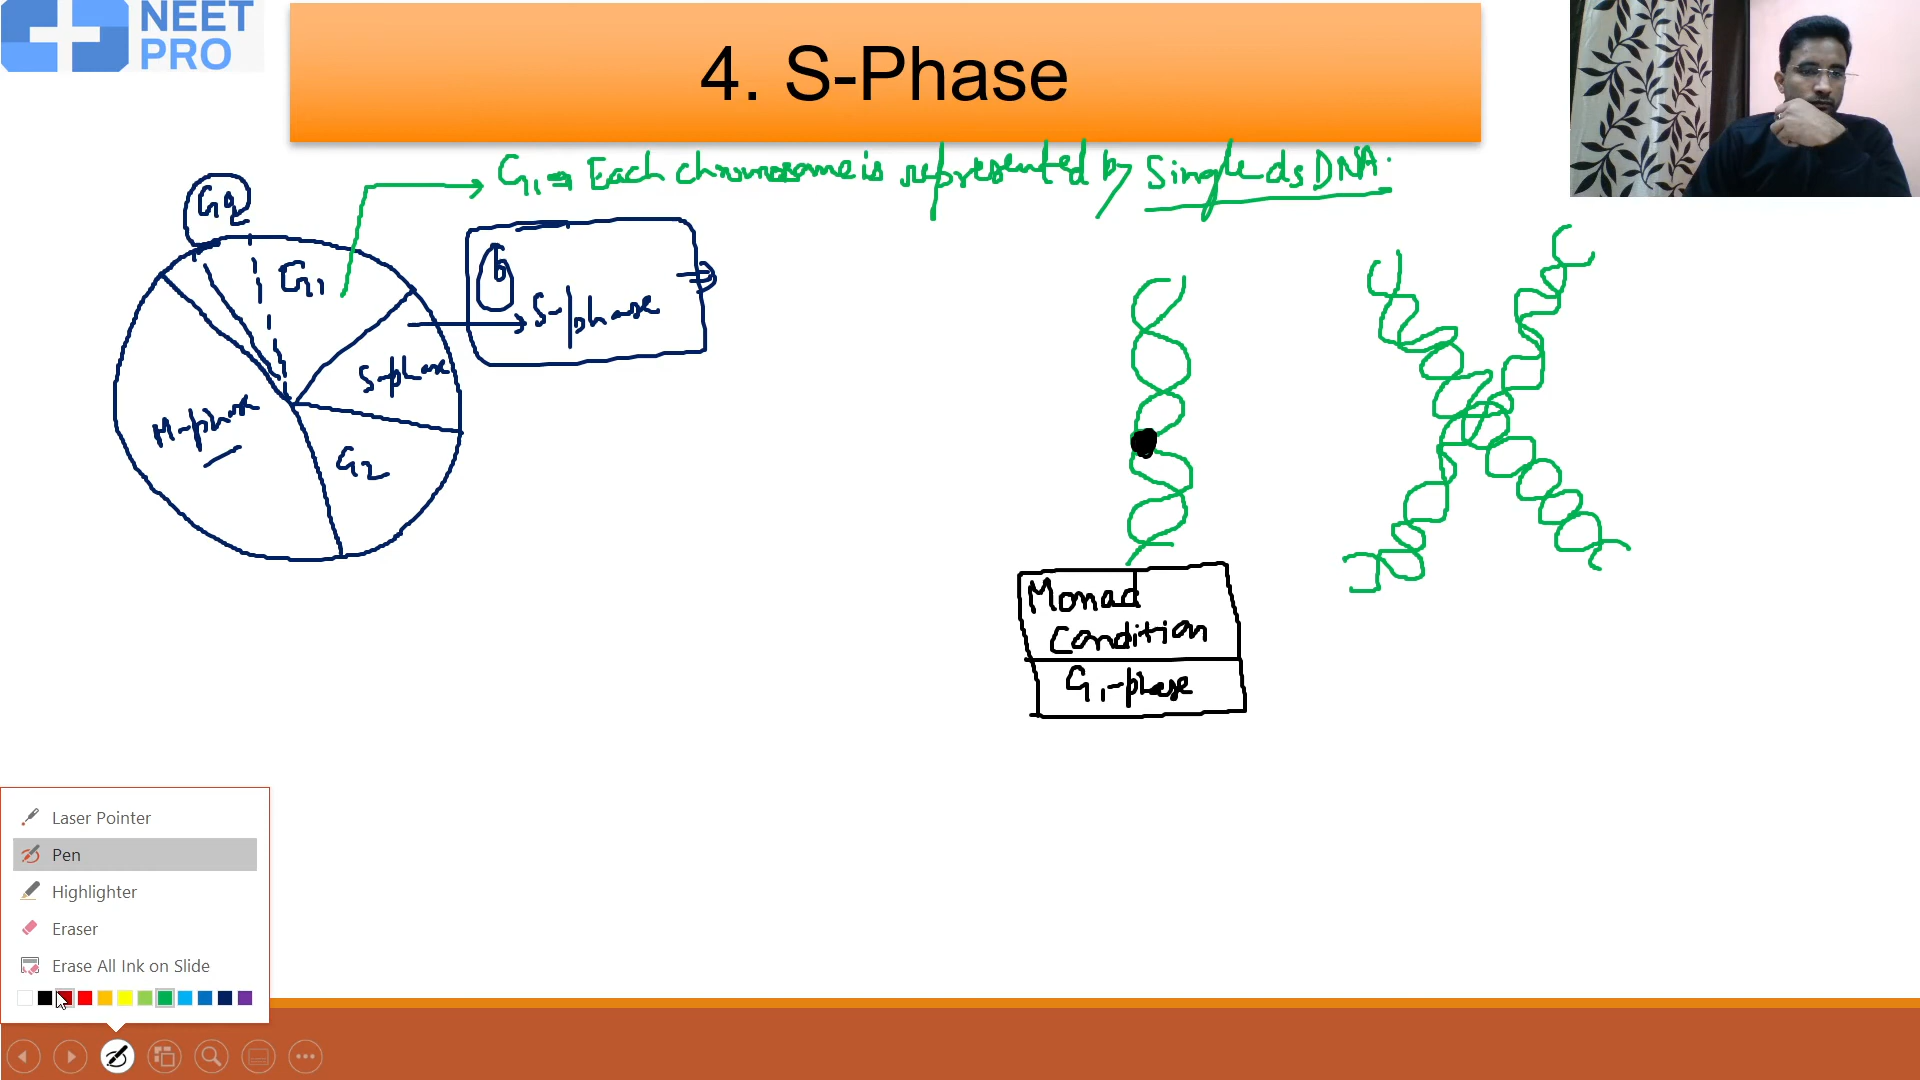 NEET
PRO
4. S-Phase
G1 ⇒ Each chromosome is represented by Single ds DNA.
G0
G1
S-phase
S-phase
M-phase
G2
Monad
Condition
G1-phase
Laser Pointer
Pen
Highlighter
Eraser
Erase All Ink on Slide